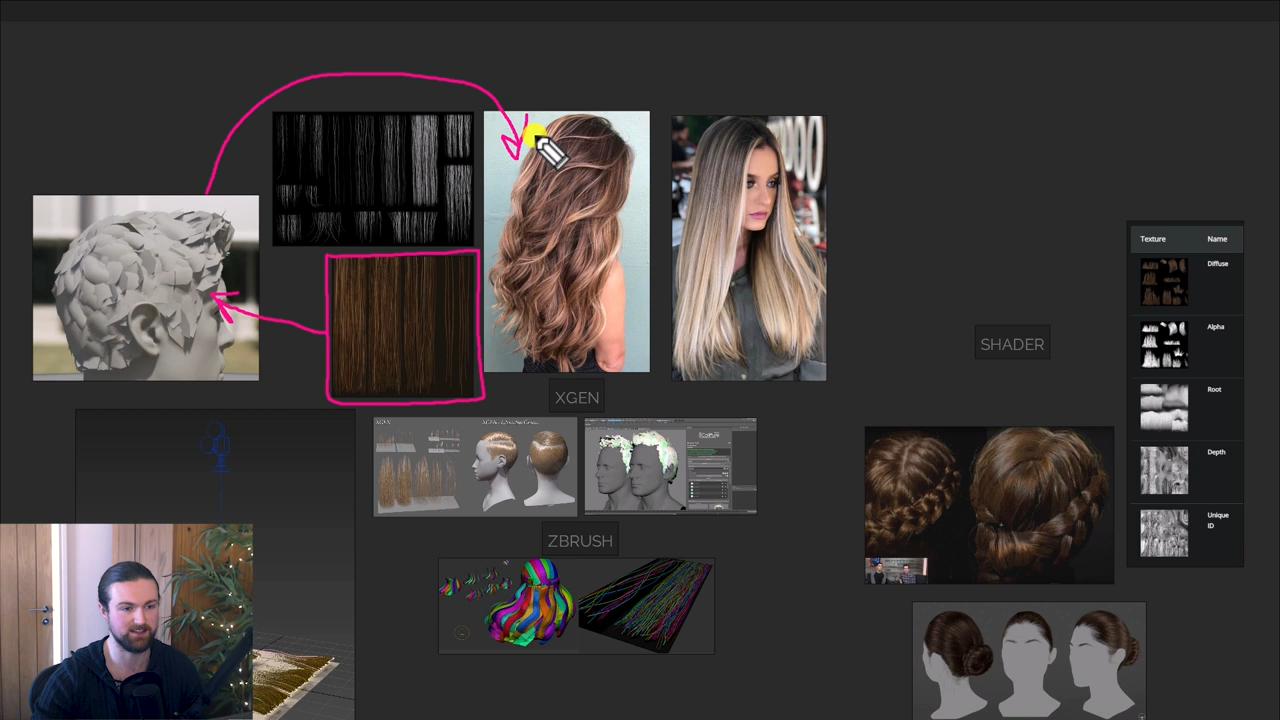 XGEN
ZBRUSH
SHADER
Texture Name
Diffuse
Alpha
Root
Depth
Unique
ID